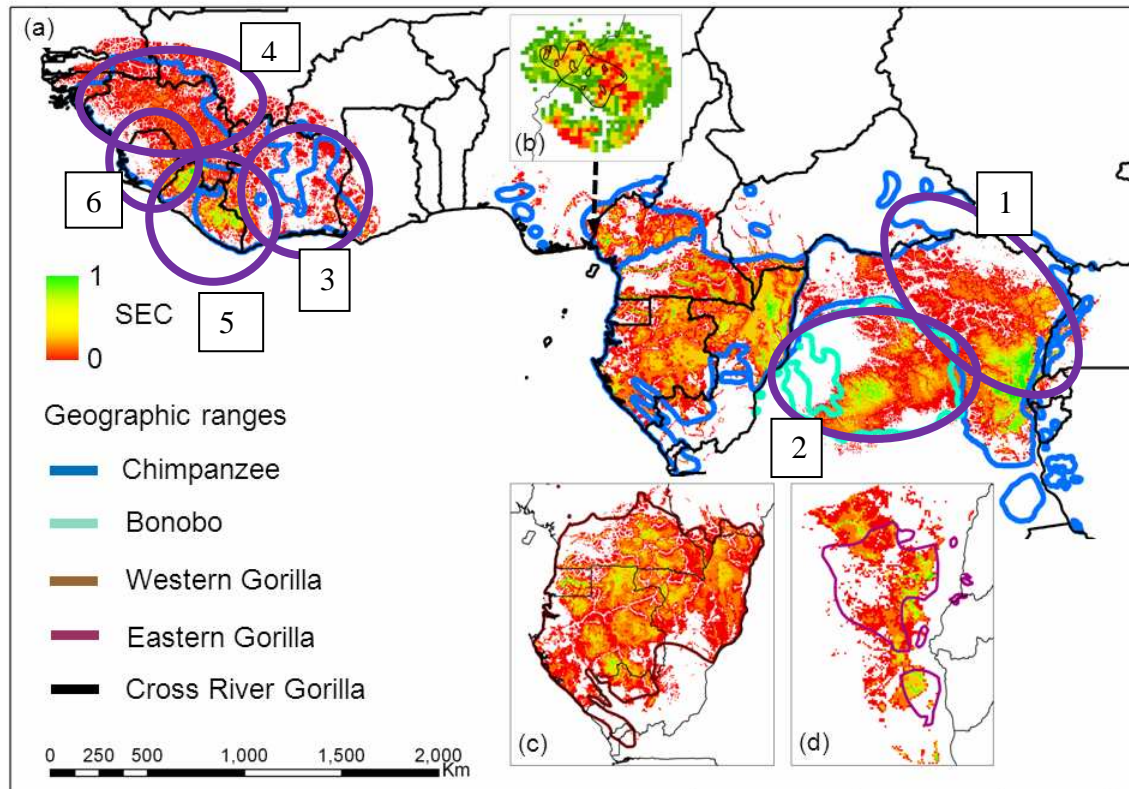 (a)
4
(b)
1
6
3
5
2
1
SEC
0
Geographic ranges
Chimpanzee
Bonobo
Western Gorilla
Eastern Gorilla
Cross River Gorilla
0 250 500 1,000 1,500 2,000
Km
(c)
(d)